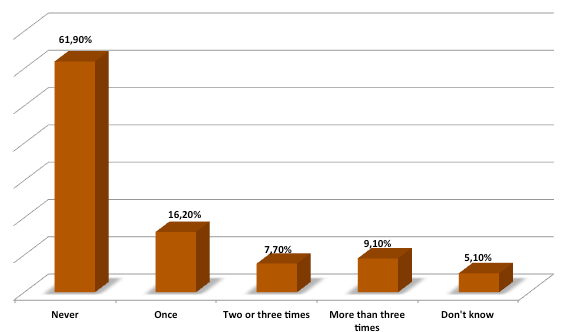 61,90%
16,20%
7,70%
9,10%
5,10%
Never
Once
Two or three times
More than three
times
Don't know